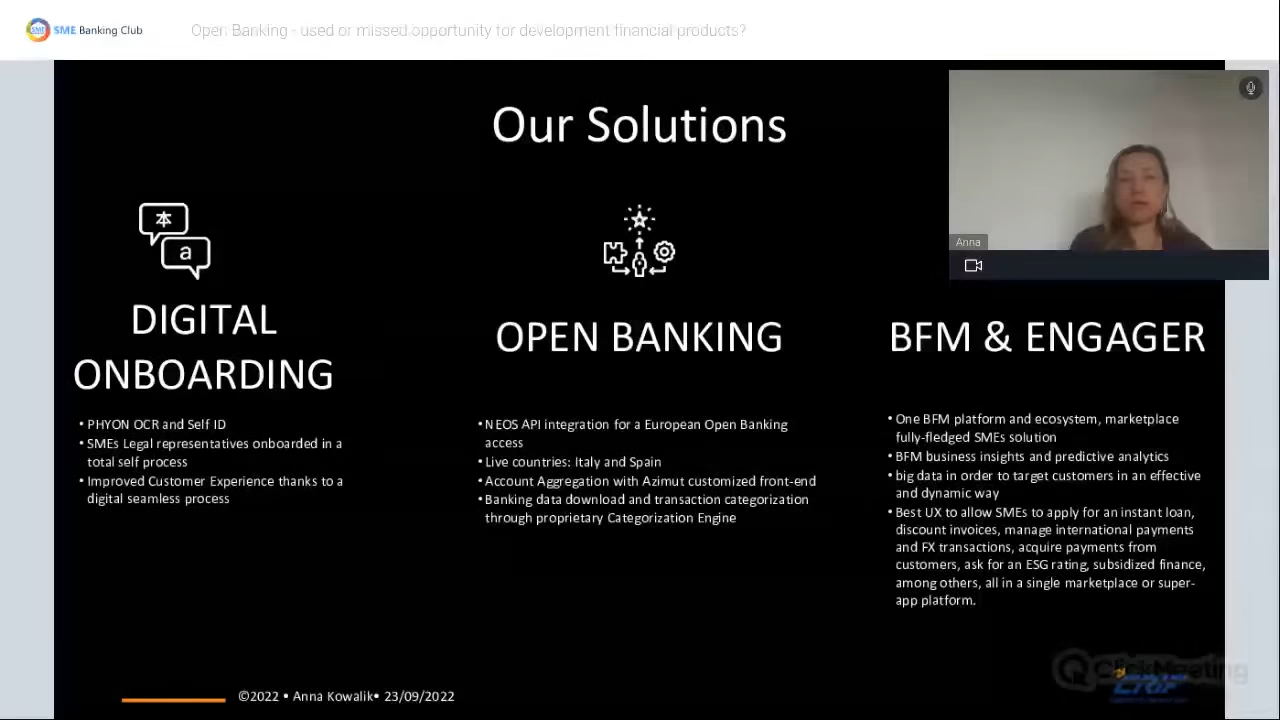 SME Banking Club
Open Banking - used or missed opportunity for development financial products?
Our Solutions
Anna
本
a
DIGITAL
ONBOARDING
• PHYON OCR and Self ID
• SMEs Legal representatives onboarded in a
total self process
• Improved Customer Experience thanks to a
digital seamless process
OPEN BANKING
• NEOS API integration for a European Open Banking
access
• Live countries: Italy and Spain
• Account Aggregation with Azimut customized front-end
• Banking data download and transaction categorization
through proprietary Categorization Engine
BFM & ENGAGER
• One BFM platform and ecosystem, marketplace
fully-fledged SMEs solution
• BFM business insights and predictive analytics
• big data in order to target customers in an effective
and dynamic way
• Best UX to allow SMEs to apply for an instant loan,
discount invoices, manage international payments
and FX transactions, acquire payments from
customers, ask for an ESG rating, subsidized finance,
among others, all in a single marketplace or super-
app platform.
©2022 • Anna Kowalik• 23/09/2022
ClickMeeting
CRIF